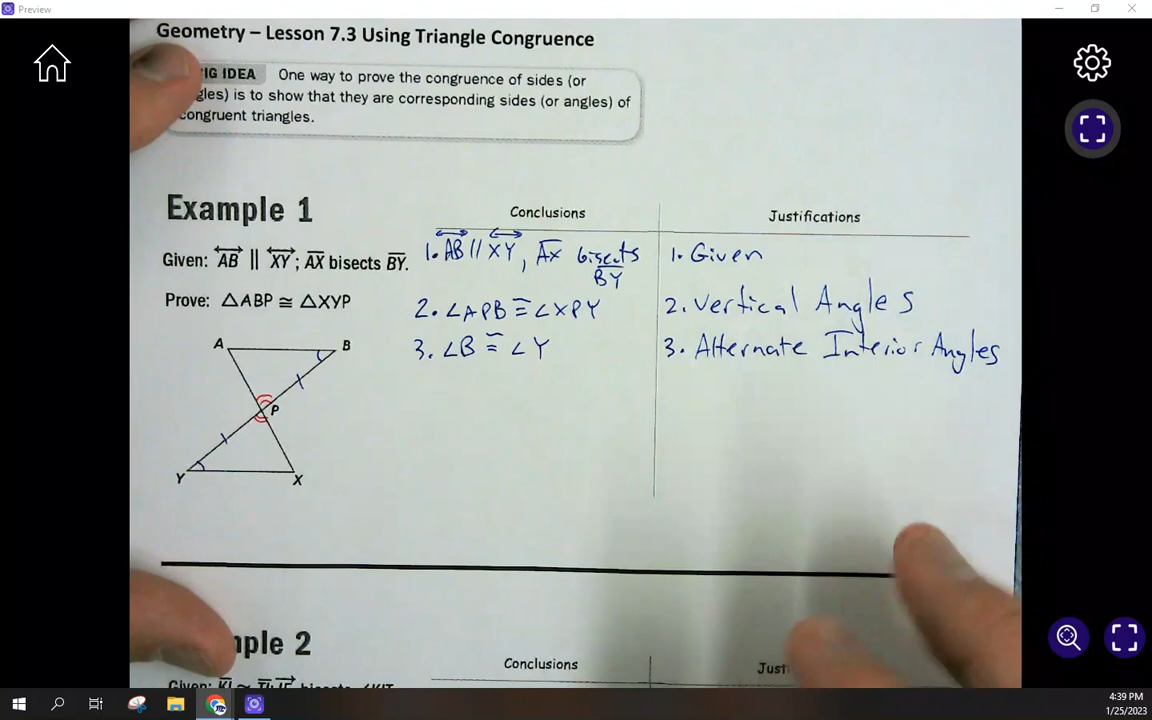 Preview
Geometry – Lesson 7.3 Using Triangle Congruence
IG IDEA One way to prove the congruence of sides (or
gles) is to show that they are corresponding sides (or angles) of
congruent triangles.
Example 1
Conclusions
Justifications
Given: AB || XY; AX bisects BY.
Prove: △ABP ≅ △XYP
1. AB // XY, AX bisects
BY
1. Given
2. ∠APB ≅ ∠XPY
2. Vertical Angles
3. ∠B ≅ ∠Y
3. Alternate Interior Angles
A
B
P
Y
X
ple 2
Conclusions
Just
Given:
4:39 PM
1/25/2023